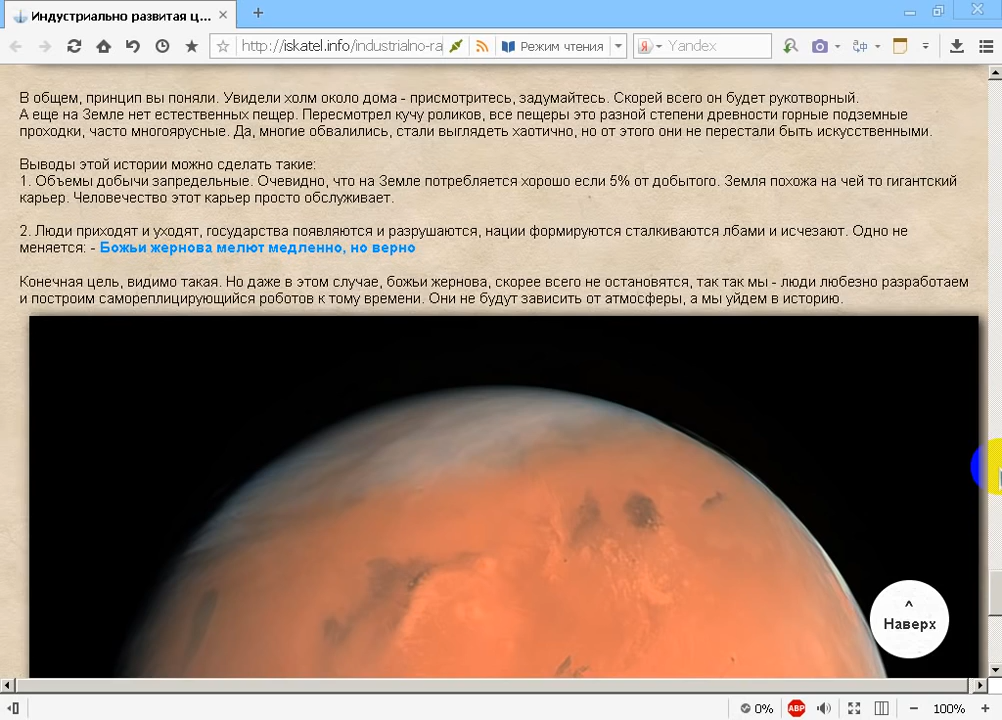 Индустриально развитая ц...
http://iskatel.info/industrialno-ra
Режим чтения
Yandex
В общем, принцип вы поняли. Увидели холм около дома - присмотритесь, задумайтесь. Скорей всего он будет рукотворный.
А еще на Земле нет естественных пещер. Пересмотрел кучу роликов, все пещеры это разной степени древности горные подземные
проходки, часто многоярусные. Да, многие обвалились, стали выглядеть хаотично, но от этого они не перестали быть искусственными.
Выводы этой истории можно сделать такие:
1. Объемы добычи запредельные. Очевидно, что на Земле потребляется хорошо если 5% от добытого. Земля похожа на чей то гигантский
карьер. Человечество этот карьер просто обслуживает.
2. Люди приходят и уходят, государства появляются и разрушаются, нации формируются сталкиваются лбами и исчезают. Одно не
меняется: - Божьи жернова мелют медленно, но верно
Конечная цель, видимо такая. Но даже в этом случае, божьи жернова, скорее всего не остановятся, так так мы - люди любезно разработаем
и построим самореплицирующийся роботов к тому времени. Они не будут зависить от атмосферы, а мы уйдем в историю.
^
Наверх
0%
ABP
100%